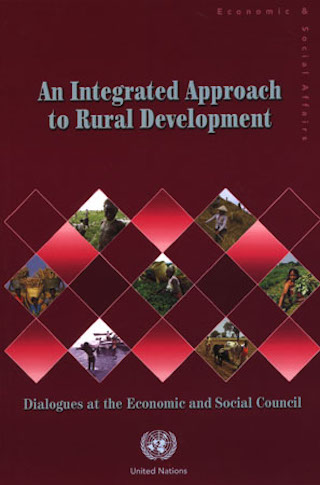 Economic & Social Affairs
An Integrated Approach
to Rural Development
Dialogues at the Economic and Social Council
United Nations